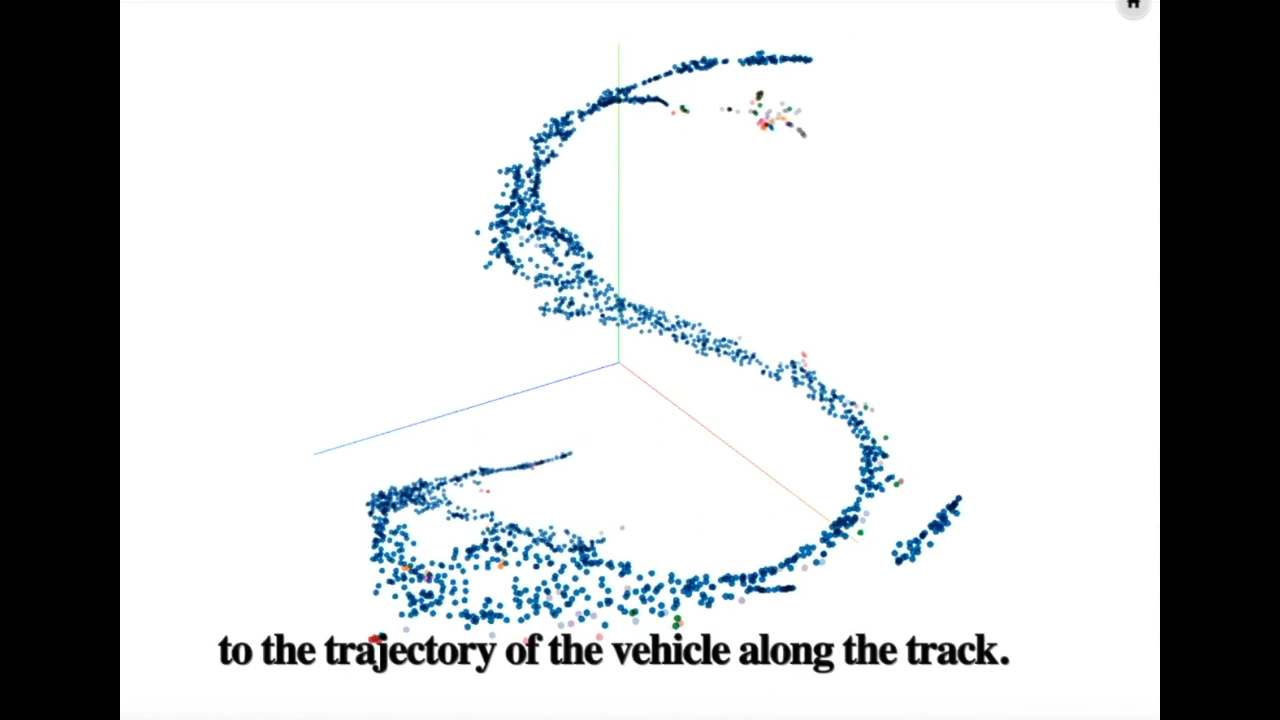 to the trajectory of the vehicle along the track.